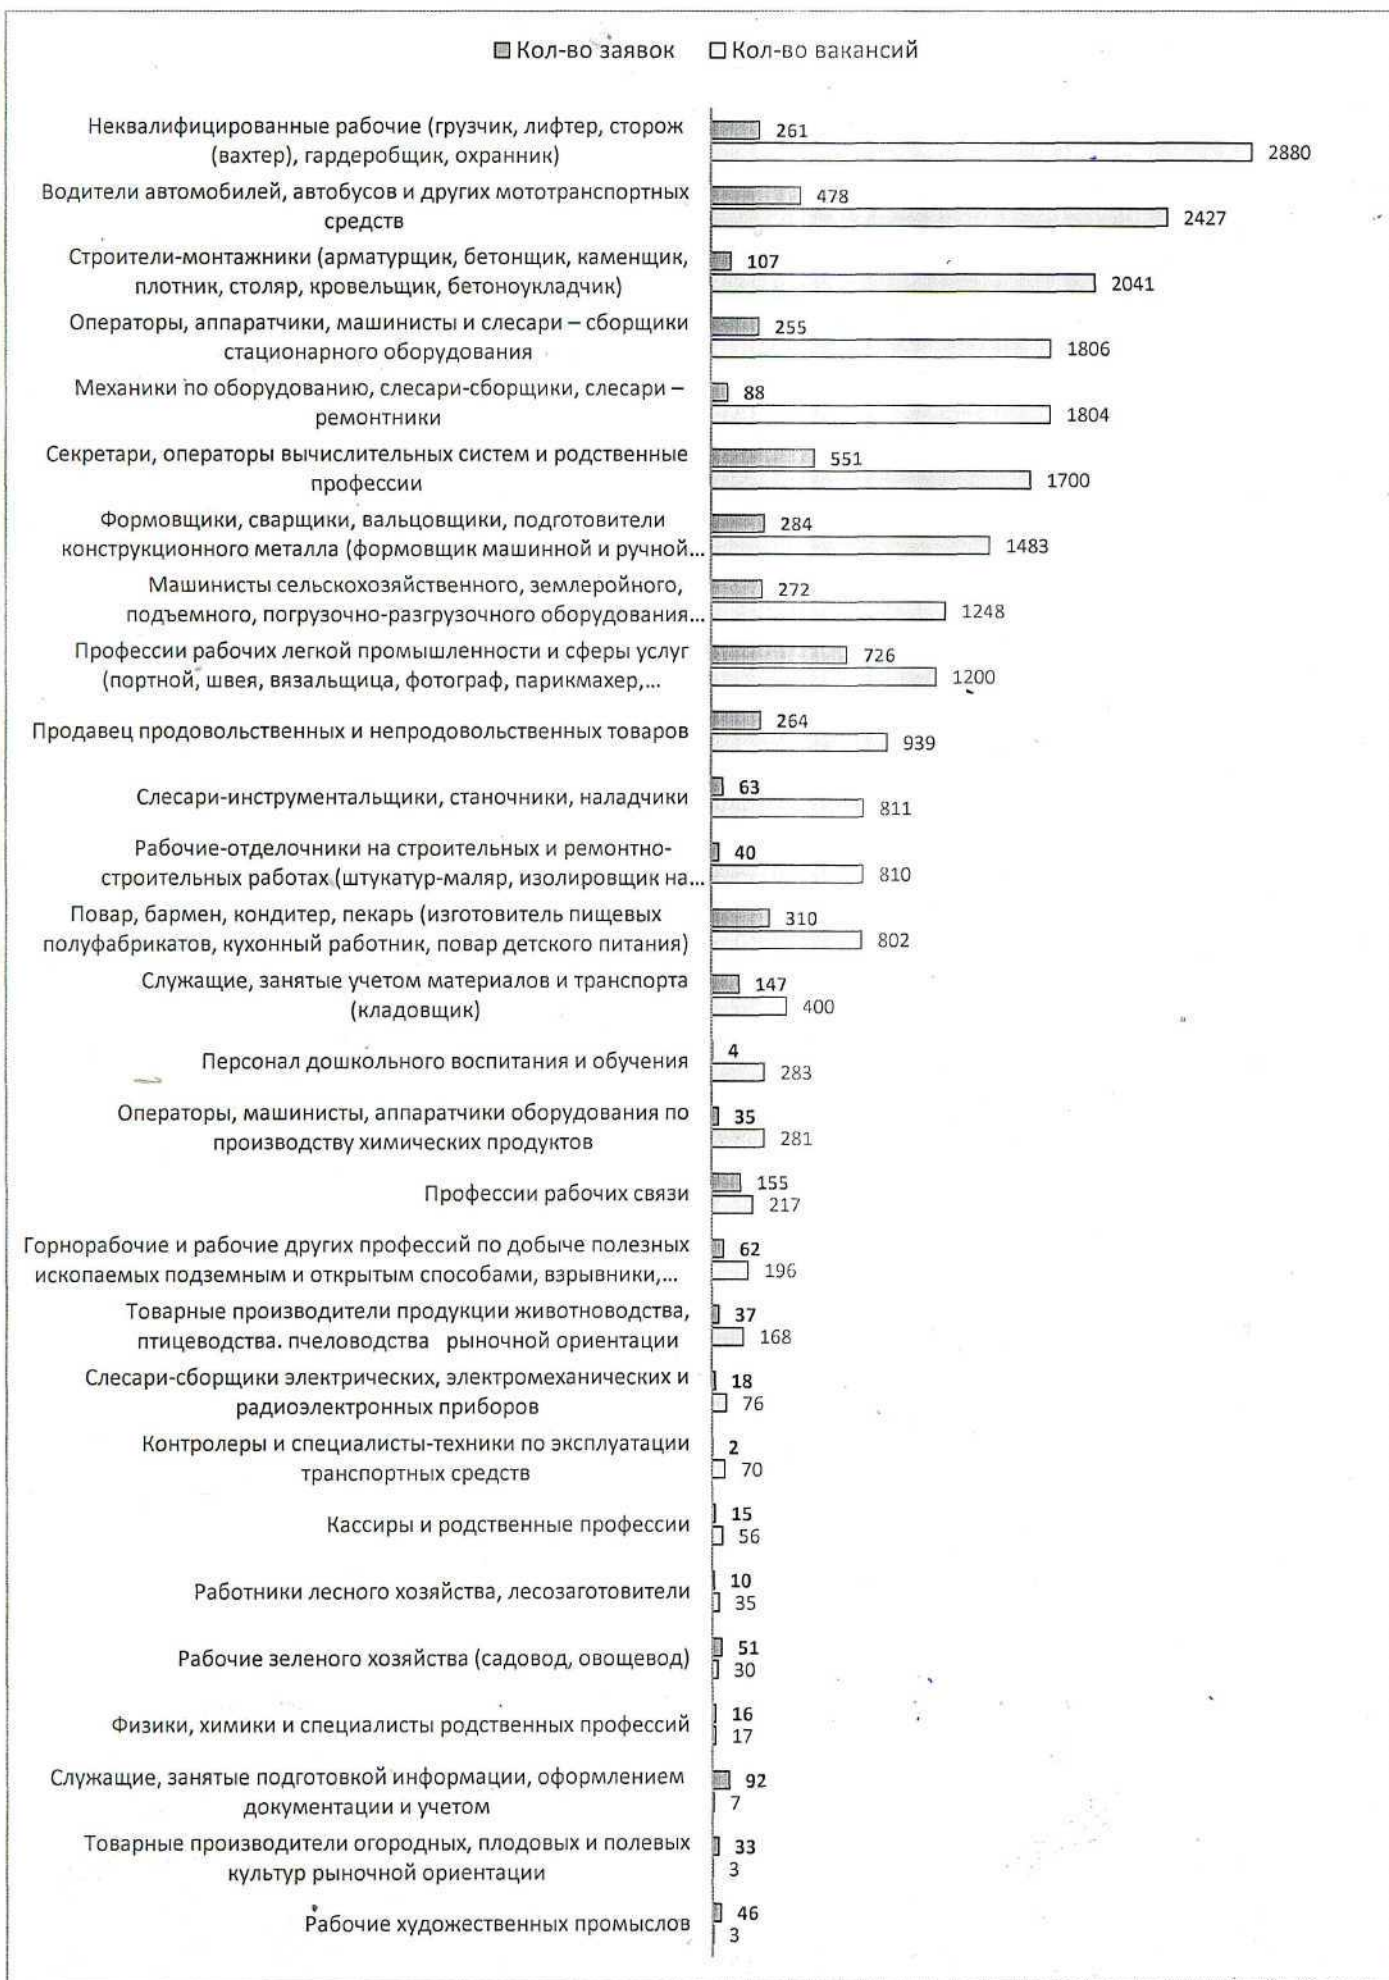 Кол-во заявок Кол-во вакансий
Неквалифицированные рабочие (грузчик, лифтер, сторож
(вахтер), гардеробщик, охранник)
261
2880
Водители автомобилей, автобусов и других мототранспортных
средств
478
2427
Строители-монтажники (арматурщик, бетонщик, каменщик,
плотник, столяр, кровельщик, бетоноукладчик)
107
2041
Операторы, аппаратчики, машинисты и слесари – сборщики
стационарного оборудования
255
1806
Механики по оборудованию, слесари-сборщики, слесари –
ремонтники
88
1804
Секретари, операторы вычислительных систем и родственные
профессии
551
1700
Формовщики, сварщики, вальцовщики, подготовители
конструкционного металла (формовщик машинной и ручной...
284
1483
Машинисты сельскохозяйственного, землеройного,
подъемного, погрузочно-разгрузочного оборудования...
272
1248
Профессии рабочих легкой промышленности и сферы услуг
(портной, швея, вязальщица, фотограф, парикмахер,...
726
1200
Продавец продовольственных и непродовольственных товаров
264
939
Слесари-инструментальщики, станочники, наладчики
63
811
Рабочие-отделочники на строительных и ремонтно-
строительных работах (штукатур-маляр, изолировщик на...
40
810
Повар, бармен, кондитер, пекарь (изготовитель пищевых
полуфабрикатов, кухонный работник, повар детского питания)
310
802
Служащие, занятые учетом материалов и транспорта
(кладовщик)
147
400
Персонал дошкольного воспитания и обучения
4
283
Операторы, машинисты, аппаратчики оборудования по
производству химических продуктов
35
281
Профессии рабочих связи
155
217
Горнорабочие и рабочие других профессий по добыче полезных
ископаемых подземным и открытым способами, взрывники,...
62
196
Товарные производители продукции животноводства,
птицеводства. пчеловодства рыночной ориентации
37
168
Слесари-сборщики электрических, электромеханических и
радиоэлектронных приборов
18
76
Контролеры и специалисты-техники по эксплуатации
транспортных средств
2
70
Кассиры и родственные профессии
15
56
Работники лесного хозяйства, лесозаготовители
10
35
Рабочие зеленого хозяйства (садовод, овощевод)
51
30
Физики, химики и специалисты родственных профессий
16
17
Служащие, занятые подготовкой информации, оформлением
документации и учетом
92
7
Товарные производители огородных, плодовых и полевых
культур рыночной ориентации
33
3
Рабочие художественных промыслов
46
3